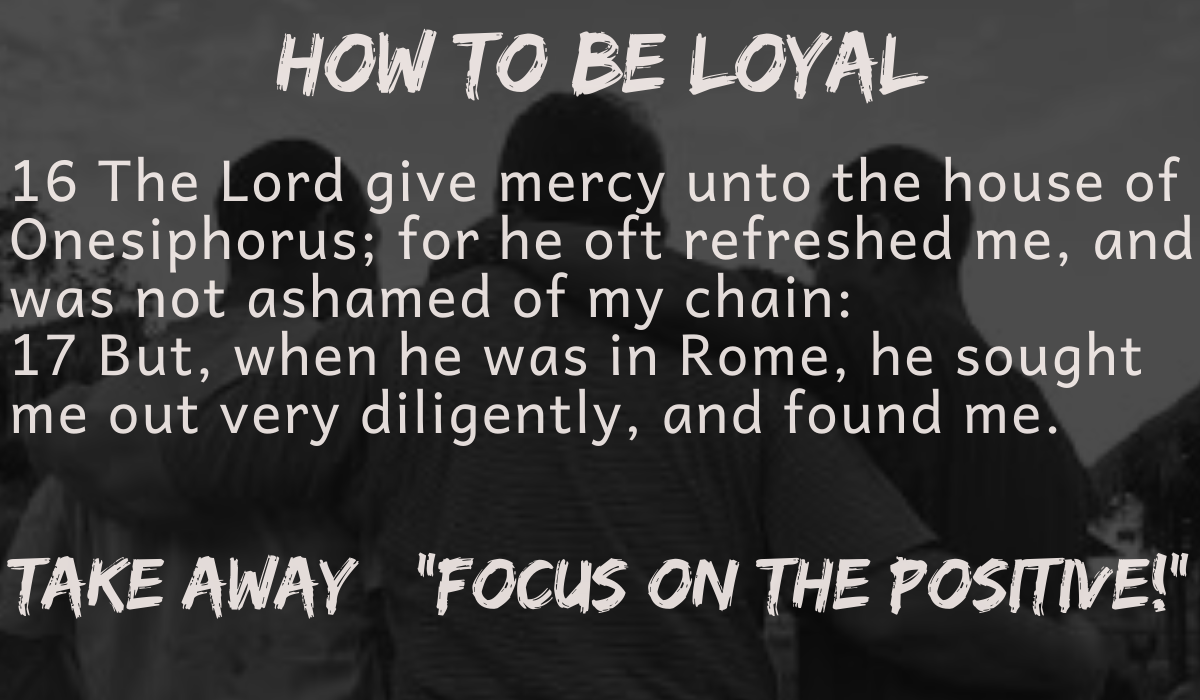 HOW TO BE LOYAL
16 The Lord give mercy unto the house of
Onesiphorus; for he oft refreshed me, and
was not ashamed of my chain:
17 But, when he was in Rome, he sought
me out very diligently, and found me.
TAKE AWAY "FOCUS ON THE POSITIVE!"